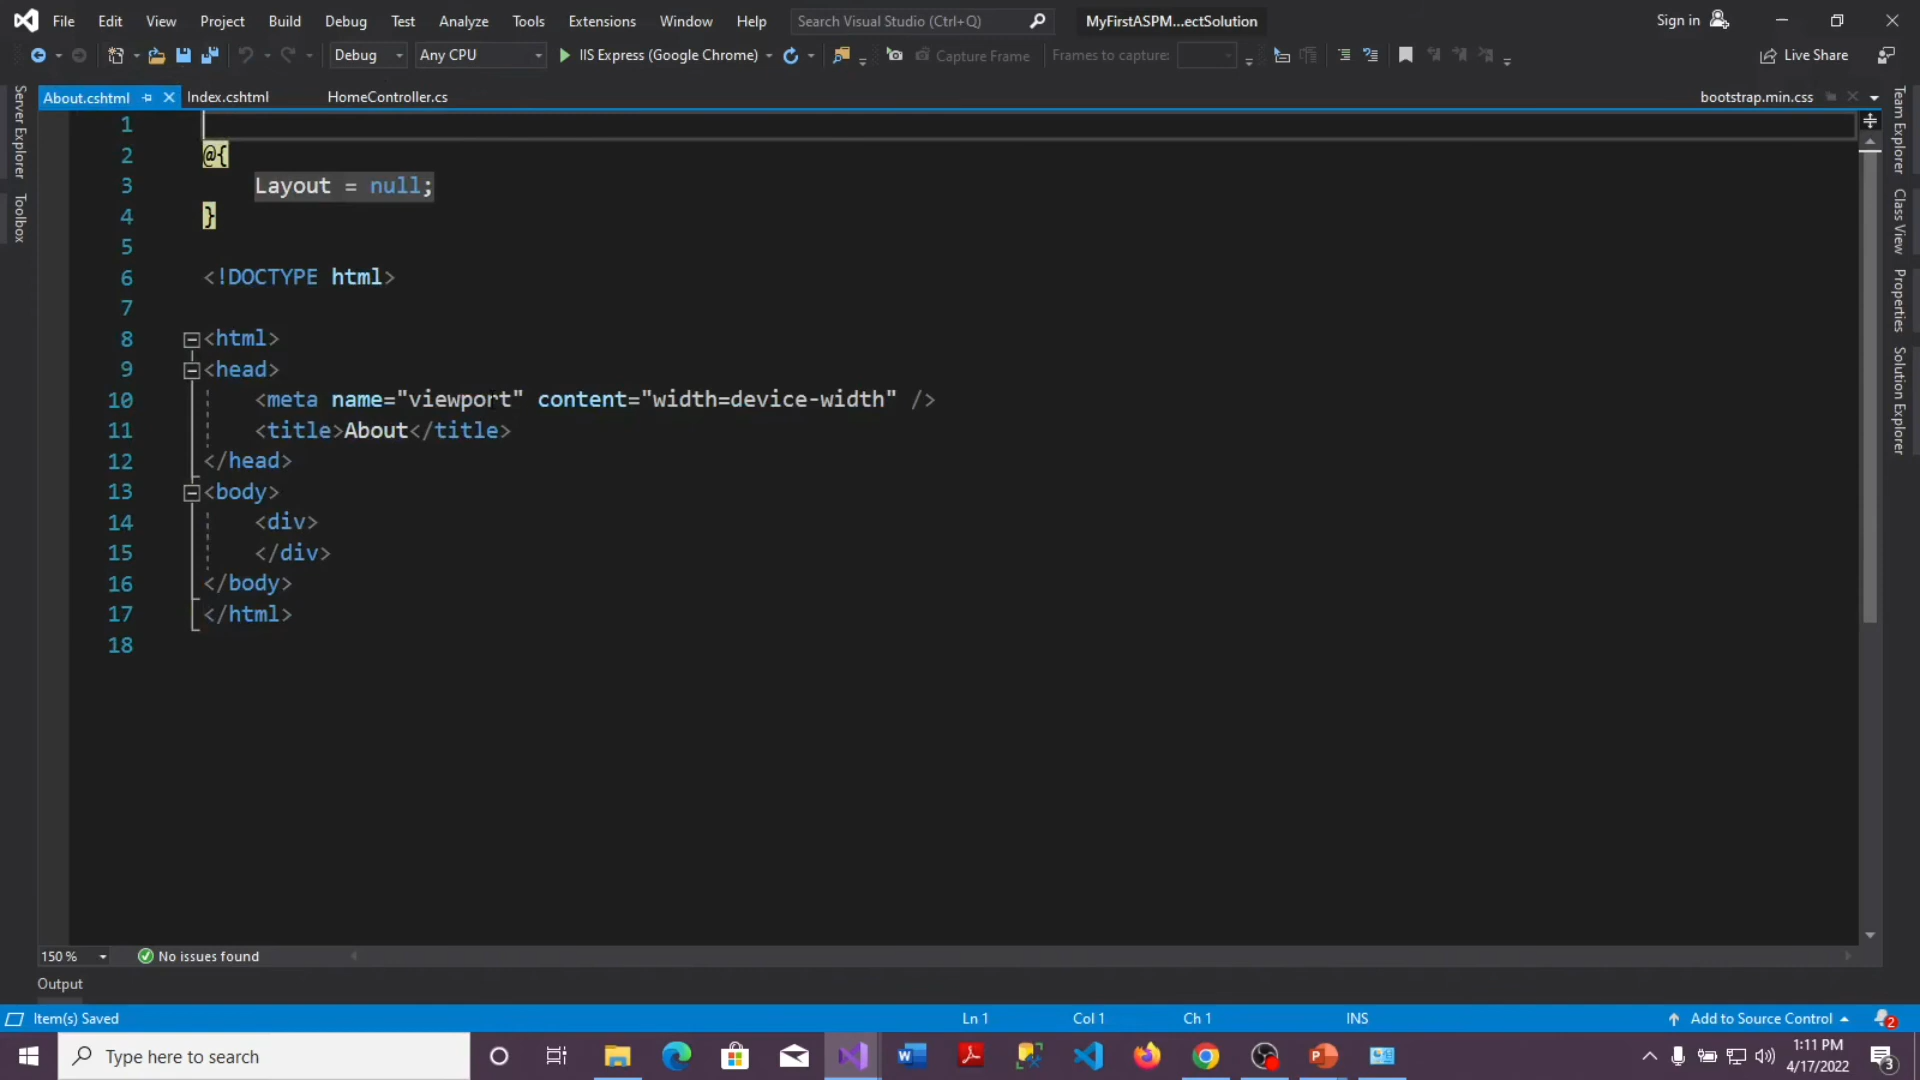 File Edit View Project Build Debug Test Analyze Tools Extensions Window Help Search Visual Studio (Ctrl+Q) MyFirstASPM...ectSolution Sign in
Debug Any CPU IIS Express (Google Chrome) Capture Frame Frames to capture: Live Share
About.cshtml Index.cshtml HomeController.cs bootstrap.min.css
Server Explorer
Toolbox
Team Explorer
Class View
Properties
Solution Explorer
1
2 @{
3 Layout = null;
4 }
5
6 <!DOCTYPE html>
7
8 <html>
9 <head>
10 <meta name="viewport" content="width=device-width" />
11 <title>About</title>
12 </head>
13 <body>
14 <div>
15 </div>
16 </body>
17 </html>
18
150 % No issues found
Output
Item(s) Saved Ln 1 Col 1 Ch 1 INS Add to Source Control 2
Type here to search
1:11 PM
4/17/2022
3